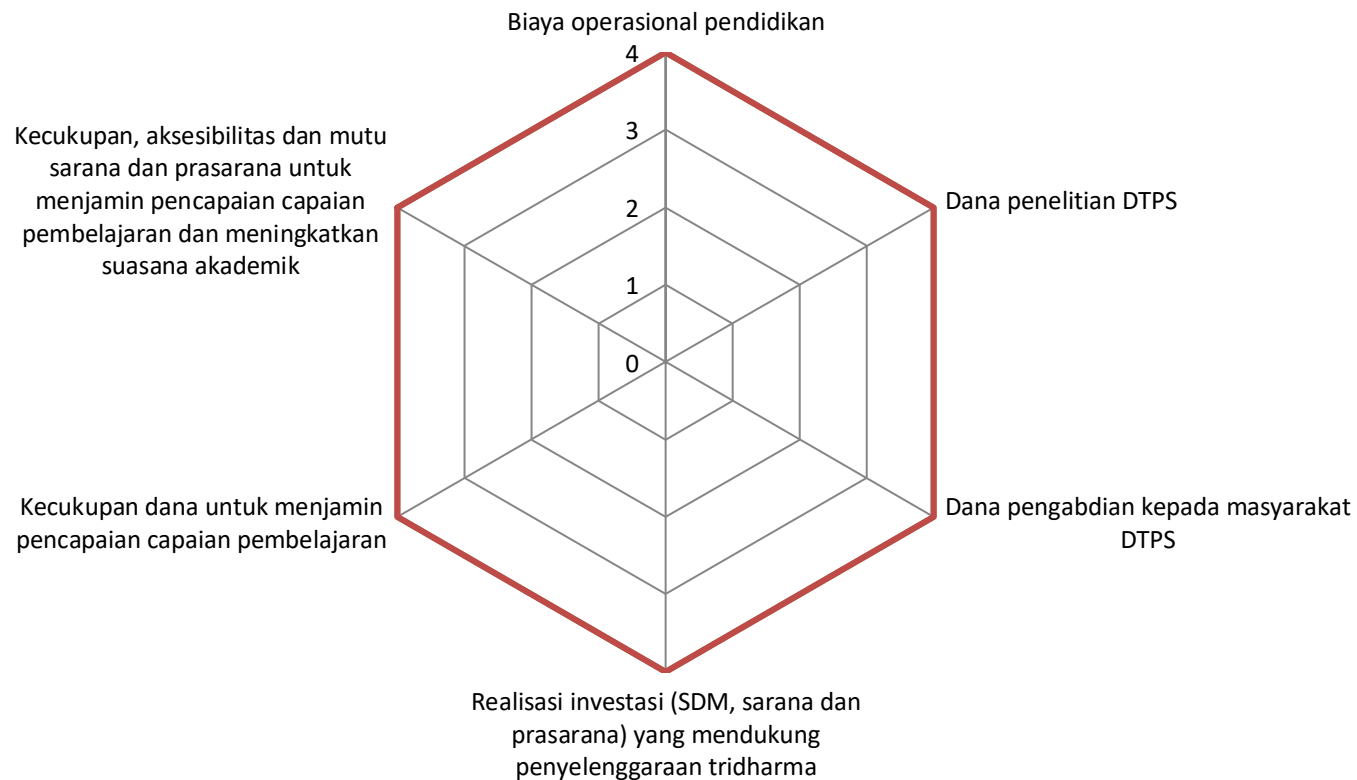 Biaya operasional pendidikan
4
3
2
1
0
Dana penelitian DTPS
Dana pengabdian kepada masyarakat
DTPS
Realisasi investasi (SDM, sarana dan
prasarana) yang mendukung
penyelenggaraan tridharma
Kecukupan dana untuk menjamin
pencapaian capaian pembelajaran
Kecukupan, aksesibilitas dan mutu
sarana dan prasarana untuk
menjamin pencapaian capaian
pembelajaran dan meningkatkan
suasana akademik